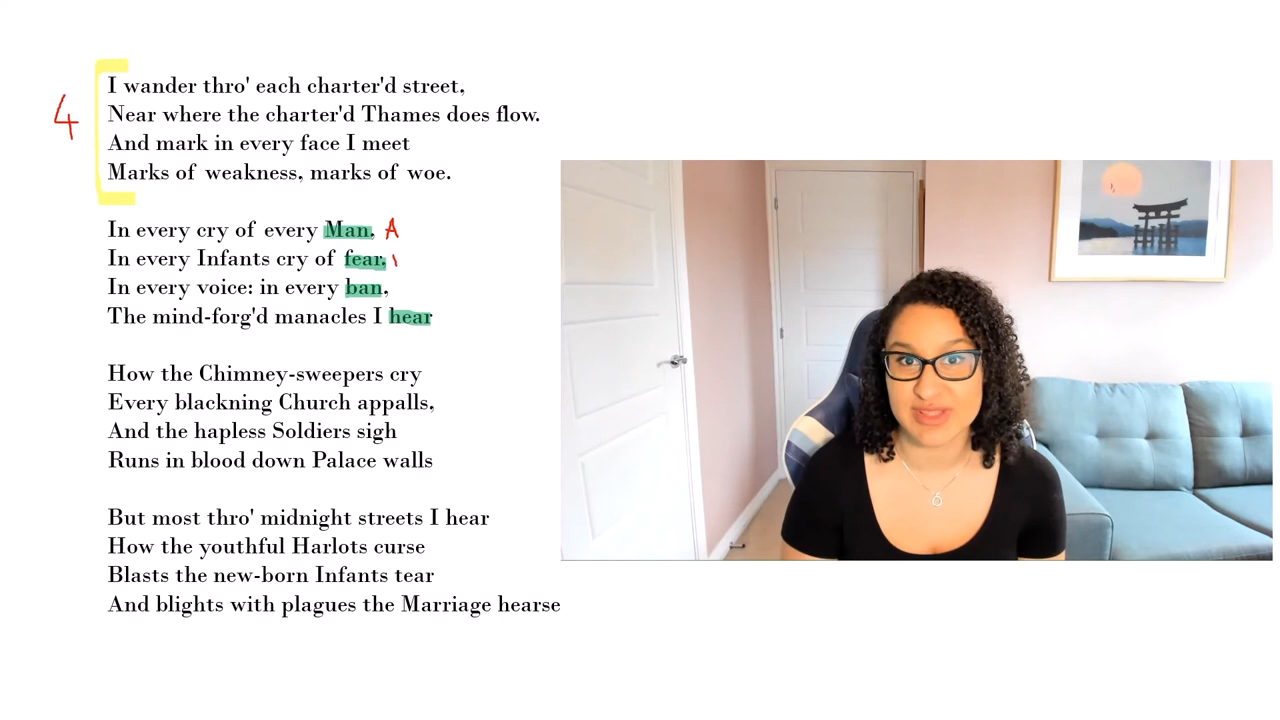 4
I wander thro' each charter'd street,
Near where the charter'd Thames does flow.
And mark in every face I meet
Marks of weakness, marks of woe.
In every cry of every Man, A
In every Infants cry of fear,
In every voice: in every ban,
The mind-forg'd manacles I hear
How the Chimney-sweepers cry
Every blackning Church appalls,
And the hapless Soldiers sigh
Runs in blood down Palace walls
But most thro' midnight streets I hear
How the youthful Harlots curse
Blasts the new-born Infants tear
And blights with plagues the Marriage hearse